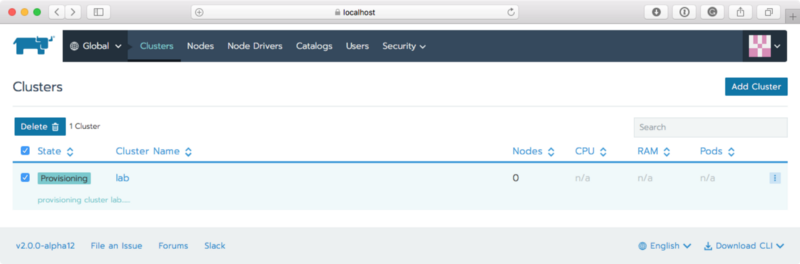 localhost
Global Clusters Nodes Node Drivers Catalogs Users Security
Clusters
Add Cluster
Delete 1 Cluster
Search
State Cluster Name Nodes CPU RAM Pods
Provisioning lab 0 n/a n/a n/a
provisioning cluster lab.....
v2.0.0-alpha12 File an Issue Forums Slack English Download CLI